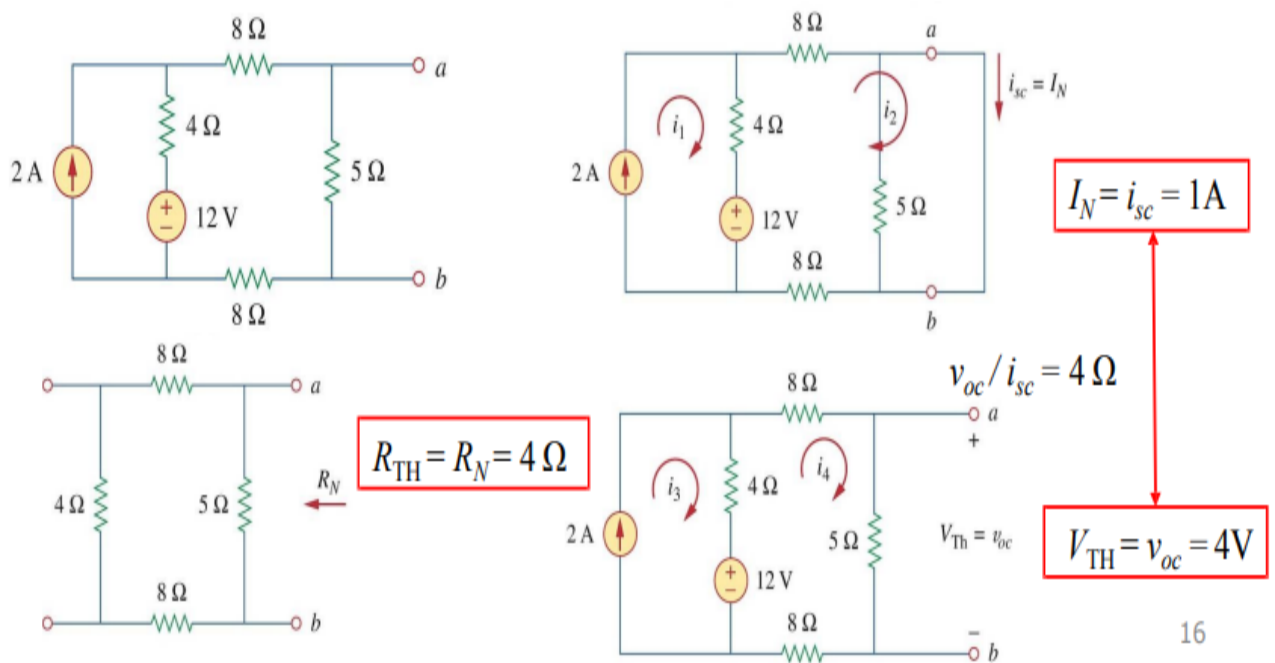 8 Ω
a
4 Ω
2 A
5 Ω
+
−
12 V
b
8 Ω
8 Ω
a
i_sc = I_N
i_1
4 Ω
i_2
2 A
5 Ω
+
−
12 V
8 Ω
b
I_N = i_sc = 1A
8 Ω
a
4 Ω
5 Ω
R_N
8 Ω
b
R_TH = R_N = 4 Ω
v_oc / i_sc = 4 Ω
8 Ω
a
+
i_3
4 Ω
i_4
2 A
5 Ω
V_Th = v_oc
+
−
12 V
8 Ω
−
b
V_TH = v_oc = 4V
16